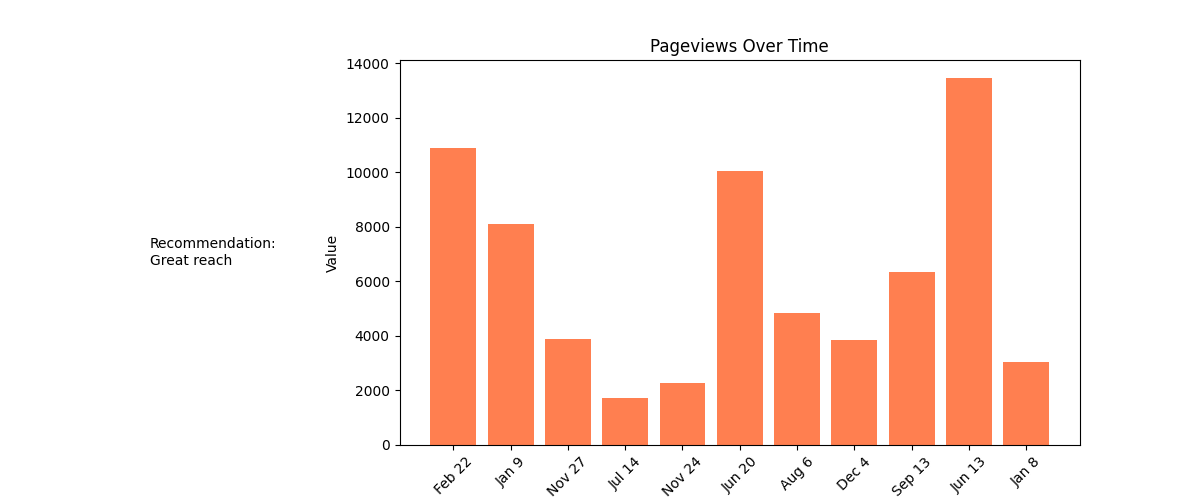 Pageviews Over Time
Recommendation:
Great reach
Value
14000
12000
10000
8000
6000
4000
2000
0
Feb 22
Jan 9
Nov 27
Jul 14
Nov 24
Jun 20
Aug 6
Dec 4
Sep 13
Jun 13
Jan 8